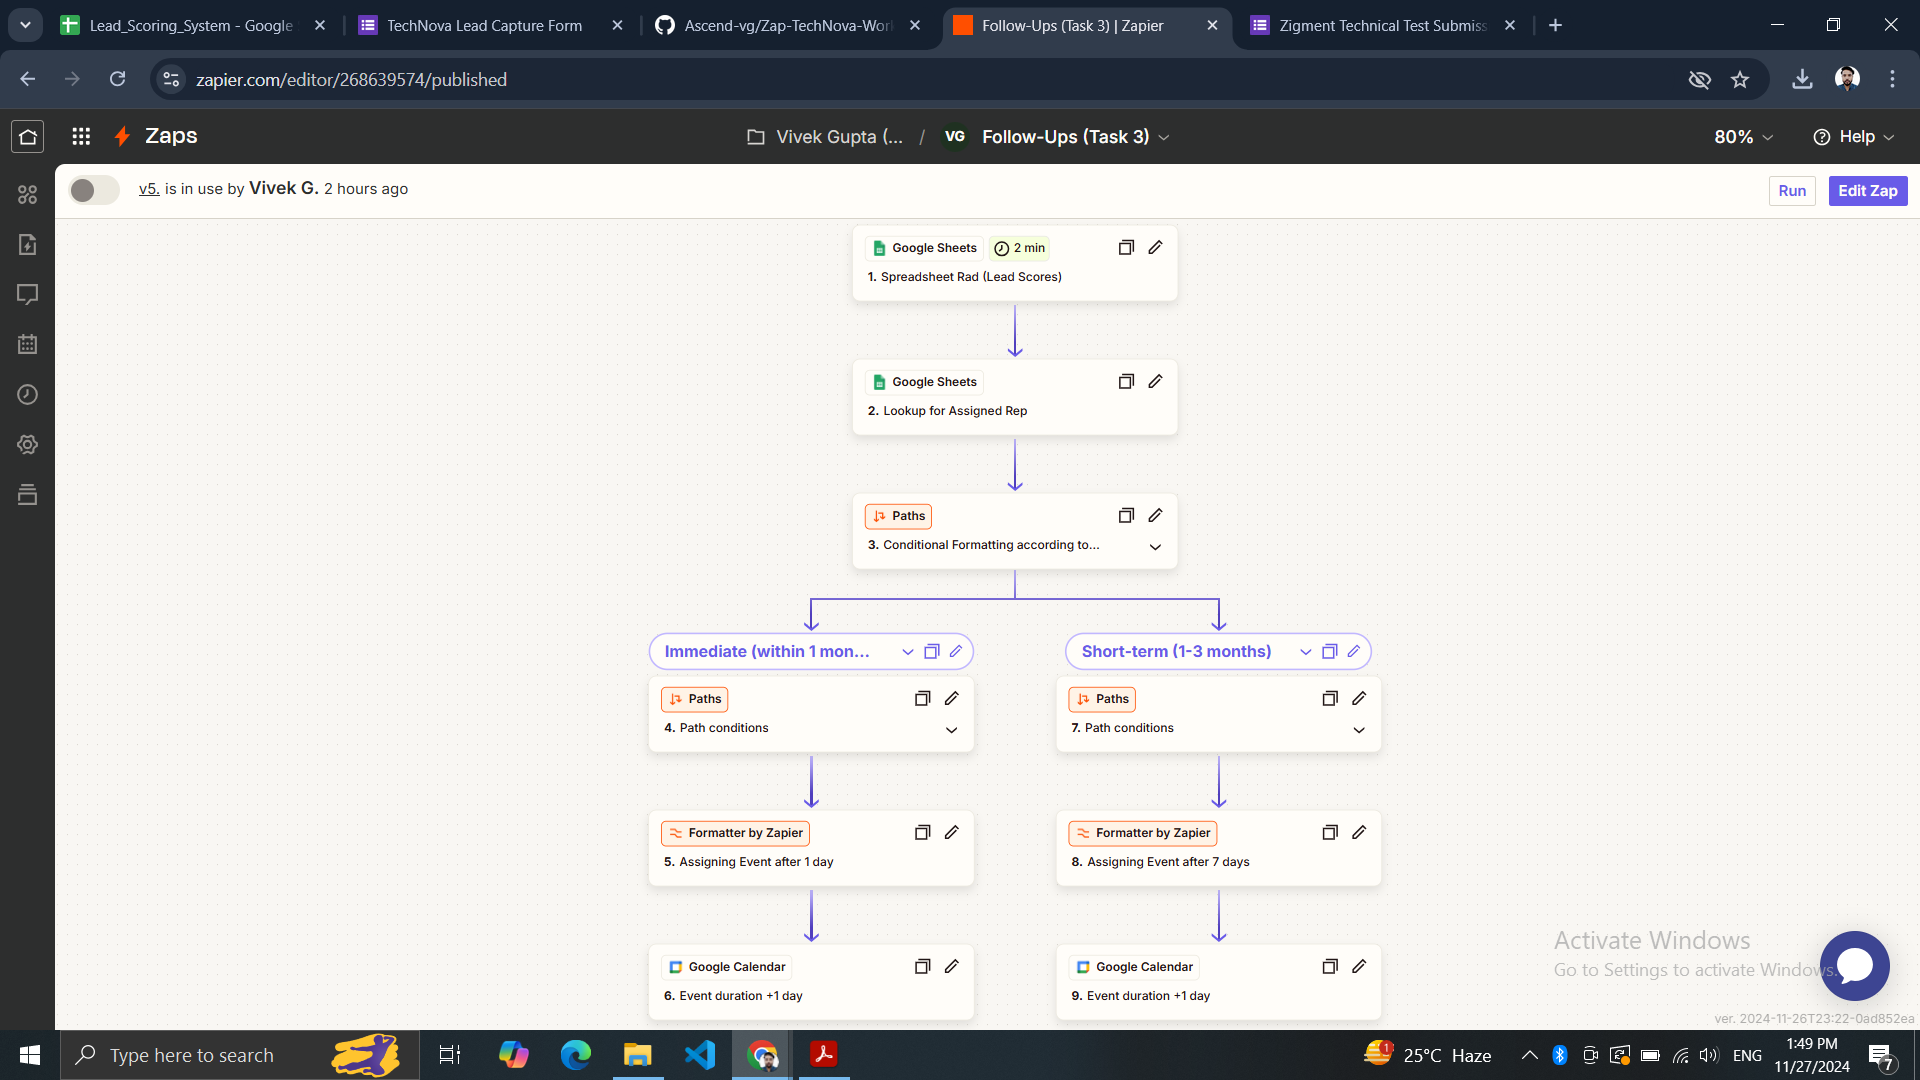 Lead_Scoring_System - Google
TechNova Lead Capture Form
Ascend-vg/Zap-TechNova-Wor
Follow-Ups (Task 3) | Zapier
Zigment Technical Test Submiss
zapier.com/editor/268639574/published
Zaps
Vivek Gupta (... / VG Follow-Ups (Task 3)
80%
Help
v5. is in use by Vivek G. 2 hours ago
Run
Edit Zap
Google Sheets 2 min
1. Spreadsheet Rad (Lead Scores)
Google Sheets
2. Lookup for Assigned Rep
Paths
3. Conditional Formatting according to...
Immediate (within 1 mon...
Short-term (1-3 months)
Paths
4. Path conditions
Paths
7. Path conditions
Formatter by Zapier
5. Assigning Event after 1 day
Formatter by Zapier
8. Assigning Event after 7 days
Google Calendar
6. Event duration +1 day
Google Calendar
9. Event duration +1 day
Activate Windows
Go to Settings to activate Windows.
ver. 2024-11-26T23:22-0ad852ea
Type here to search
1
25°C Haze
ENG
1:49 PM
11/27/2024
7